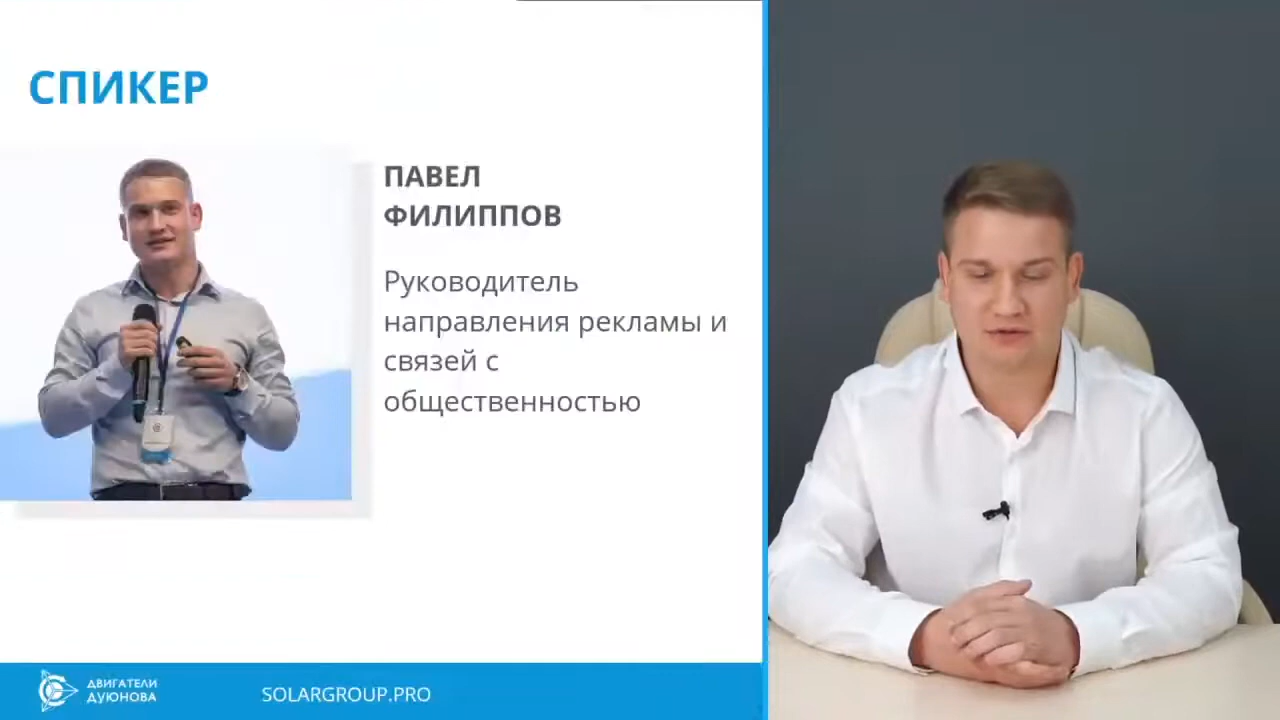 СПИКЕР
ПАВЕЛ
ФИЛИППОВ
Руководитель
направления рекламы и
связей с
общественностью
ДВИГАТЕЛИ
ДУЮНОВА
SOLARGROUP.PRO